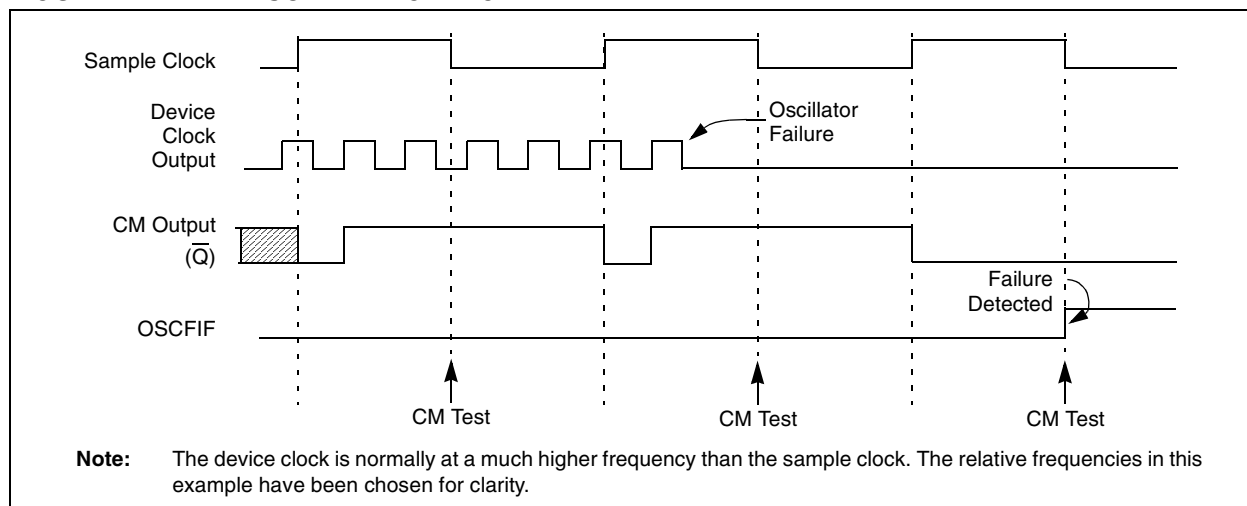 Sample Clock
Device
Clock
Output
Oscillator
Failure
CM Output
(Q̅)
Failure
Detected
OSCFIF
CM Test
CM Test
CM Test
Note: The device clock is normally at a much higher frequency than the sample clock. The relative frequencies in this
example have been chosen for clarity.